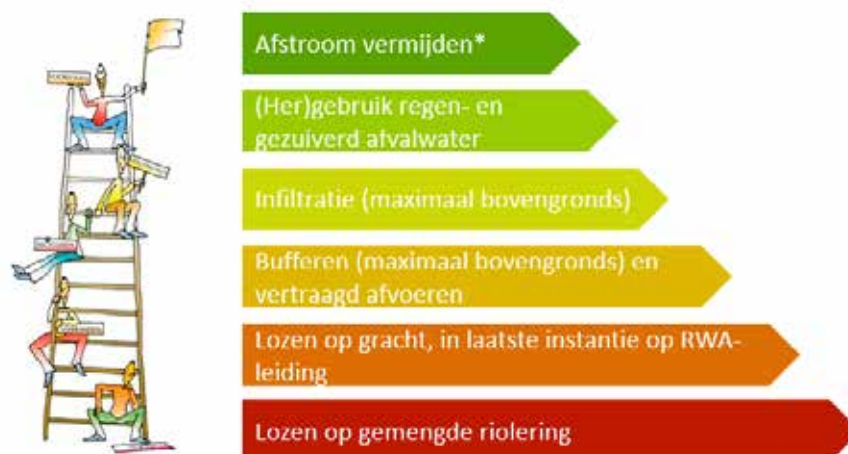 Afstroom vermijden*
(Her)gebruik regen- en
gezuiverd afvalwater
Infiltratie (maximaal bovengronds)
Bufferen (maximaal bovengronds) en
vertraagd afvoeren
Lozen op gracht, in laatste instantie op RWA-
leiding
Lozen op gemengde riolering